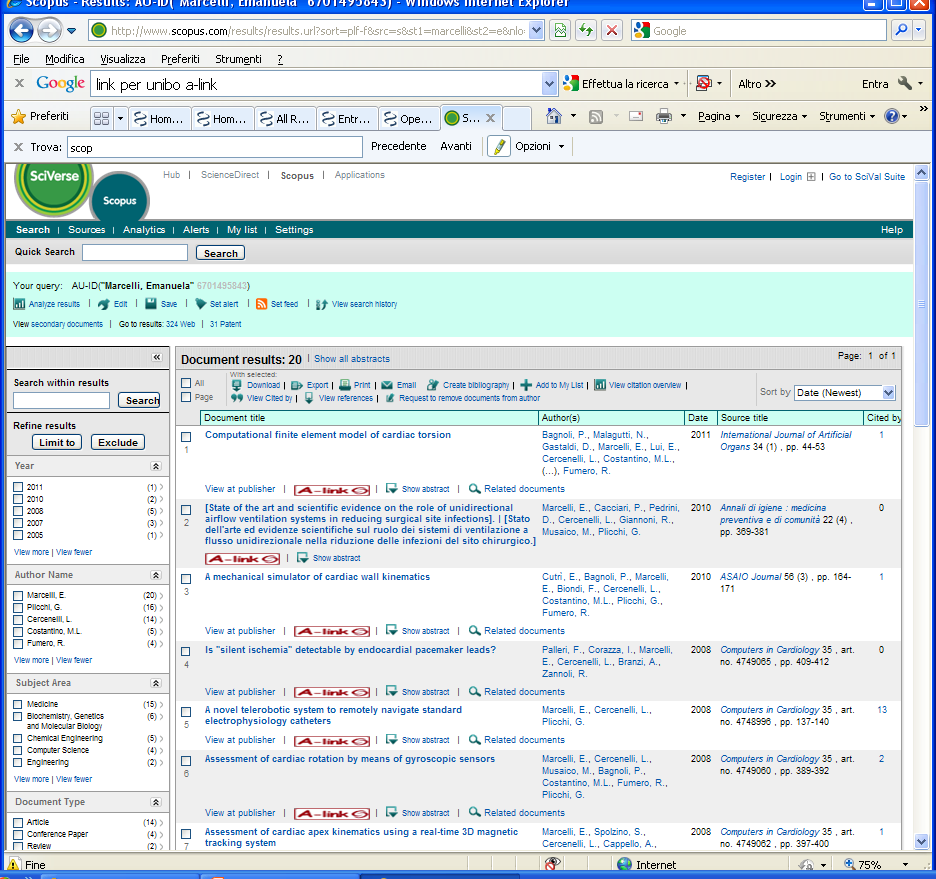 Scopus - Results: AU-ID("Marcelli, Emanuela" 6701495843) - Windows Internet Explorer
http://www.scopus.com/results/results.url?sort=plf-f&src=s&st1=marcelli&st2=e&nlo
Google
File Modifica Visualizza Preferiti Strumenti ?
Google link per unibo a-link Effettua la ricerca Altro Entra
Preferiti Hom... Hom... All R... Entr... Ope... S... Pagina Sicurezza Strumenti
Trova: scop Precedente Avanti Opzioni
SciVerse Scopus
Hub | ScienceDirect | Scopus | Applications
Register | Login | Go to SciVal Suite
Search | Sources | Analytics | Alerts | My list | Settings Help
Quick Search Search
Your query: AU-ID("Marcelli, Emanuela" 6701495843)
Analyze results | Edit | Save | Set alert | Set feed | View search history
View secondary documents | Go to results: 324 Web | 31 Patent
Search within results
Search
Refine results
Limit to Exclude
Year
2011 (1)
2010 (2)
2008 (5)
2007 (3)
2005 (1)
View more | View fewer
Author Name
Marcelli, E. (20)
Plicchi, G. (16)
Cercenelli, L. (14)
Costantino, M.L. (5)
Fumero, R. (4)
View more | View fewer
Subject Area
Medicine (15)
Biochemistry, Genetics (6)
and Molecular Biology
Chemical Engineering (5)
Computer Science (4)
Engineering (2)
View more | View fewer
Document Type
Article (14)
Conference Paper (4)
Review (2)
Document results: 20 | Show all abstracts Page: 1 of 1
With selected:
All Download | Export | Print | Email | Create bibliography | Add to My List | View citation overview |
Page View Cited by | View references | Request to remove documents from author
Sort by Date (Newest)
Document title Author(s) Date Source title Cited by
1
Computational finite element model of cardiac torsion
Bagnoli, P., Malagutti, N.,
Gastaldi, D., Marcelli, E., Lui, E.,
Cercenelli, L., Costantino, M.L.,
(...), Fumero, R.
2011
International Journal of Artificial
Organs 34 (1) , pp. 44-53
1
View at publisher | A-link | Show abstract | Related documents
2
[State of the art and scientific evidence on the role of unidirectional
airflow ventilation systems in reducing surgical site infections]. | [Stato
dell'arte ed evidenze scientifiche sul ruolo dei sistemi di ventilazione a
flusso unidirezionale nella riduzione delle infezioni del sito chirurgico.]
Marcelli, E., Cacciari, P., Pedrini,
D., Cercenelli, L., Giannoni, R.,
Musaico, M., Plicchi, G.
2010
Annali di igiene : medicina
preventiva e di comunità 22 (4) ,
pp. 369-381
0
A-link | Show abstract
3
A mechanical simulator of cardiac wall kinematics
Cutrì, E., Bagnoli, P., Marcelli,
E., Biondi, F., Cercenelli, L.,
Costantino, M.L., Plicchi, G.,
Fumero, R.
2010
ASAIO Journal 56 (3) , pp. 164-
171
1
View at publisher | A-link | Show abstract | Related documents
4
Is "silent ischemia" detectable by endocardial pacemaker leads?
Palleri, F., Corazza, I., Marcelli,
E., Cercenelli, L., Branzi, A.,
Zannoli, R.
2008
Computers in Cardiology 35 , art.
no. 4749065 , pp. 409-412
0
View at publisher | A-link | Show abstract | Related documents
5
A novel telerobotic system to remotely navigate standard
electrophysiology catheters
Marcelli, E., Cercenelli, L.,
Plicchi, G.
2008
Computers in Cardiology 35 , art.
no. 4748996 , pp. 137-140
13
View at publisher | A-link | Show abstract | Related documents
6
Assessment of cardiac rotation by means of gyroscopic sensors
Marcelli, E., Cercenelli, L.,
Musaico, M., Bagnoli, P.,
Costantino, M.L., Fumero, R.,
Plicchi, G.
2008
Computers in Cardiology 35 , art.
no. 4749060 , pp. 389-392
2
View at publisher | A-link | Show abstract | Related documents
7
Assessment of cardiac apex kinematics using a real-time 3D magnetic
tracking system
Marcelli, E., Spolzino, S.,
Cercenelli, L., Cappello, A.,
2008
Computers in Cardiology 35 , art.
no. 4749062 , pp. 397-400
1
Fine Internet 75%